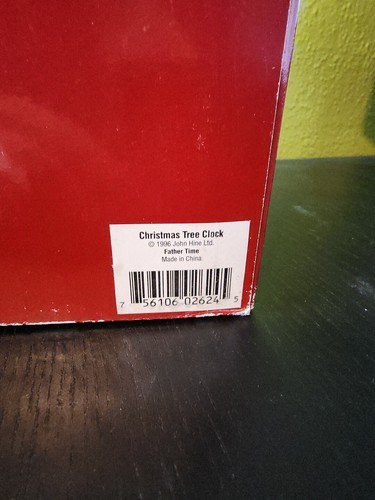 Christmas Tree Clock
© 1996 John Hine Ltd.
Father Time
Made in China
7 56106 02624 5